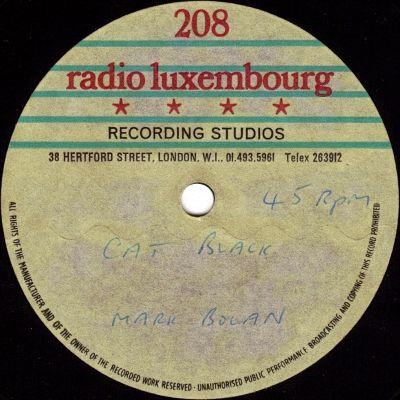 208
radio luxembourg
RECORDING STUDIOS
38 HERTFORD STREET, LONDON. W.I., 01.493.5961 Telex 263912
45 Rpm
CAT BLACK
MARK BOLAN
ALL RIGHTS OF THE MANUFACTURER AND OF THE OWNER OF THE RECORDED WORK RESERVED - UNAUTHORISED PUBLIC PERFORMANCE BROADCASTING AND COPYING OF THIS RECORD PROHIBITED